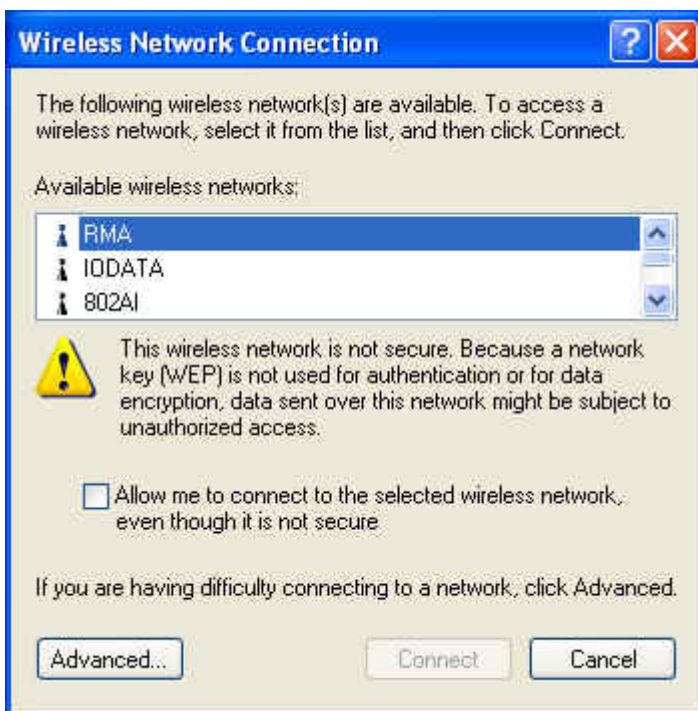 Wireless Network Connection
The following wireless network(s) are available. To access a
wireless network, select it from the list, and then click Connect.
Available wireless networks:
RMA
IODATA
802AI
This wireless network is not secure. Because a network
key (WEP) is not used for authentication or for data
encryption, data sent over this network might be subject to
unauthorized access.
Allow me to connect to the selected wireless network,
even though it is not secure
If you are having difficulty connecting to a network, click Advanced.
Advanced... Connect Cancel